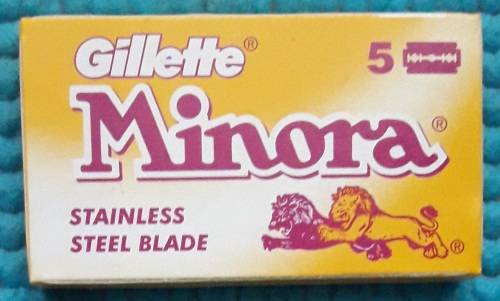 Gillette®
5
Minora®
STAINLESS
STEEL BLADE
®